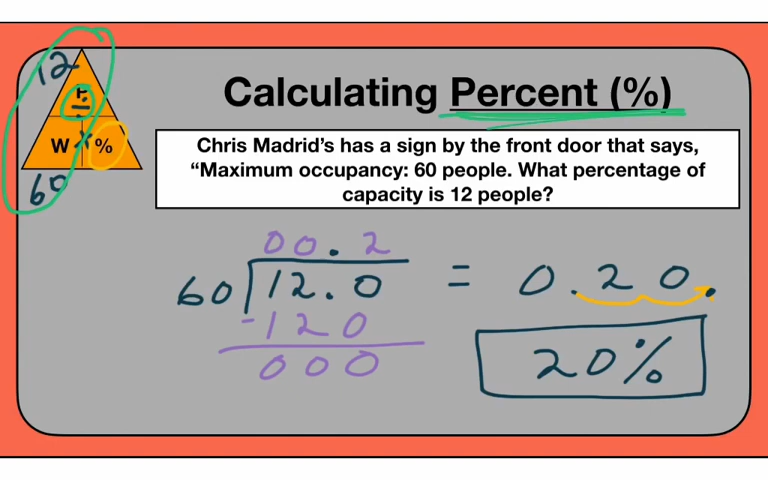 12
P
÷
W × %
60
Calculating Percent (%)
Chris Madrid's has a sign by the front door that says,
“Maximum occupancy: 60 people. What percentage of
capacity is 12 people?
00.2
60 12.0 = 0.20.
-120
000
20%